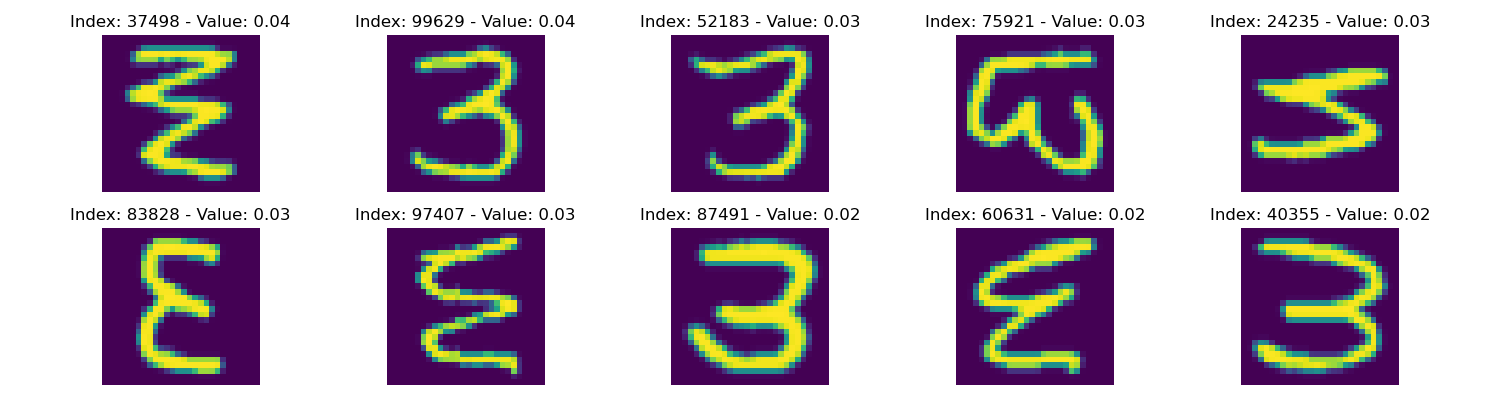 Index: 37498 - Value: 0.04
Index: 99629 - Value: 0.04
Index: 52183 - Value: 0.03
Index: 75921 - Value: 0.03
Index: 24235 - Value: 0.03
Index: 83828 - Value: 0.03
Index: 97407 - Value: 0.03
Index: 87491 - Value: 0.02
Index: 60631 - Value: 0.02
Index: 40355 - Value: 0.02